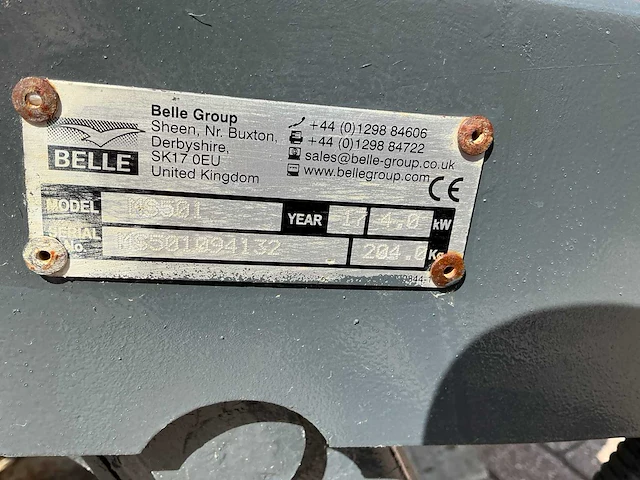 Belle Group
Sheen, Nr. Buxton,
Derbyshire,
SK17 0EU
United Kingdom
+44 (0)1298 84606
+44 (0)1298 84722
sales@belle-group.co.uk
www.bellegroup.com
BELLE
CE
MODEL MS501 YEAR 17 4.0 kW
SERIAL No. MS501094132 204.0 Kg